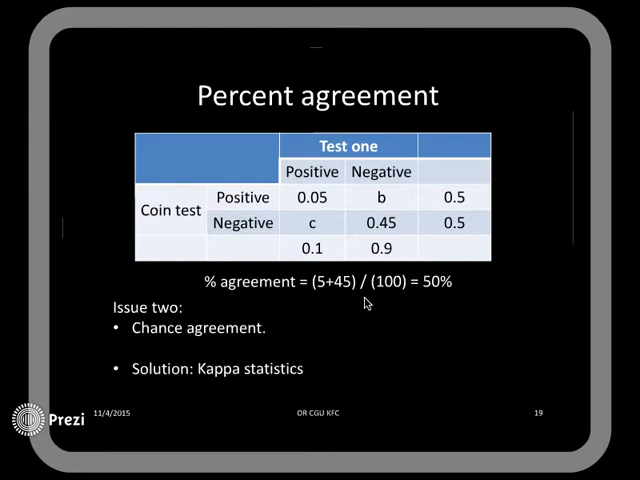 Percent agreement
Test one
Positive Negative
Coin test Positive 0.05 b 0.5
Negative c 0.45 0.5
0.1 0.9
% agreement = (5+45) / (100) = 50%
Issue two:
• Chance agreement.
• Solution: Kappa statistics
Prezi 11/4/2015 OR CGU KFC 19